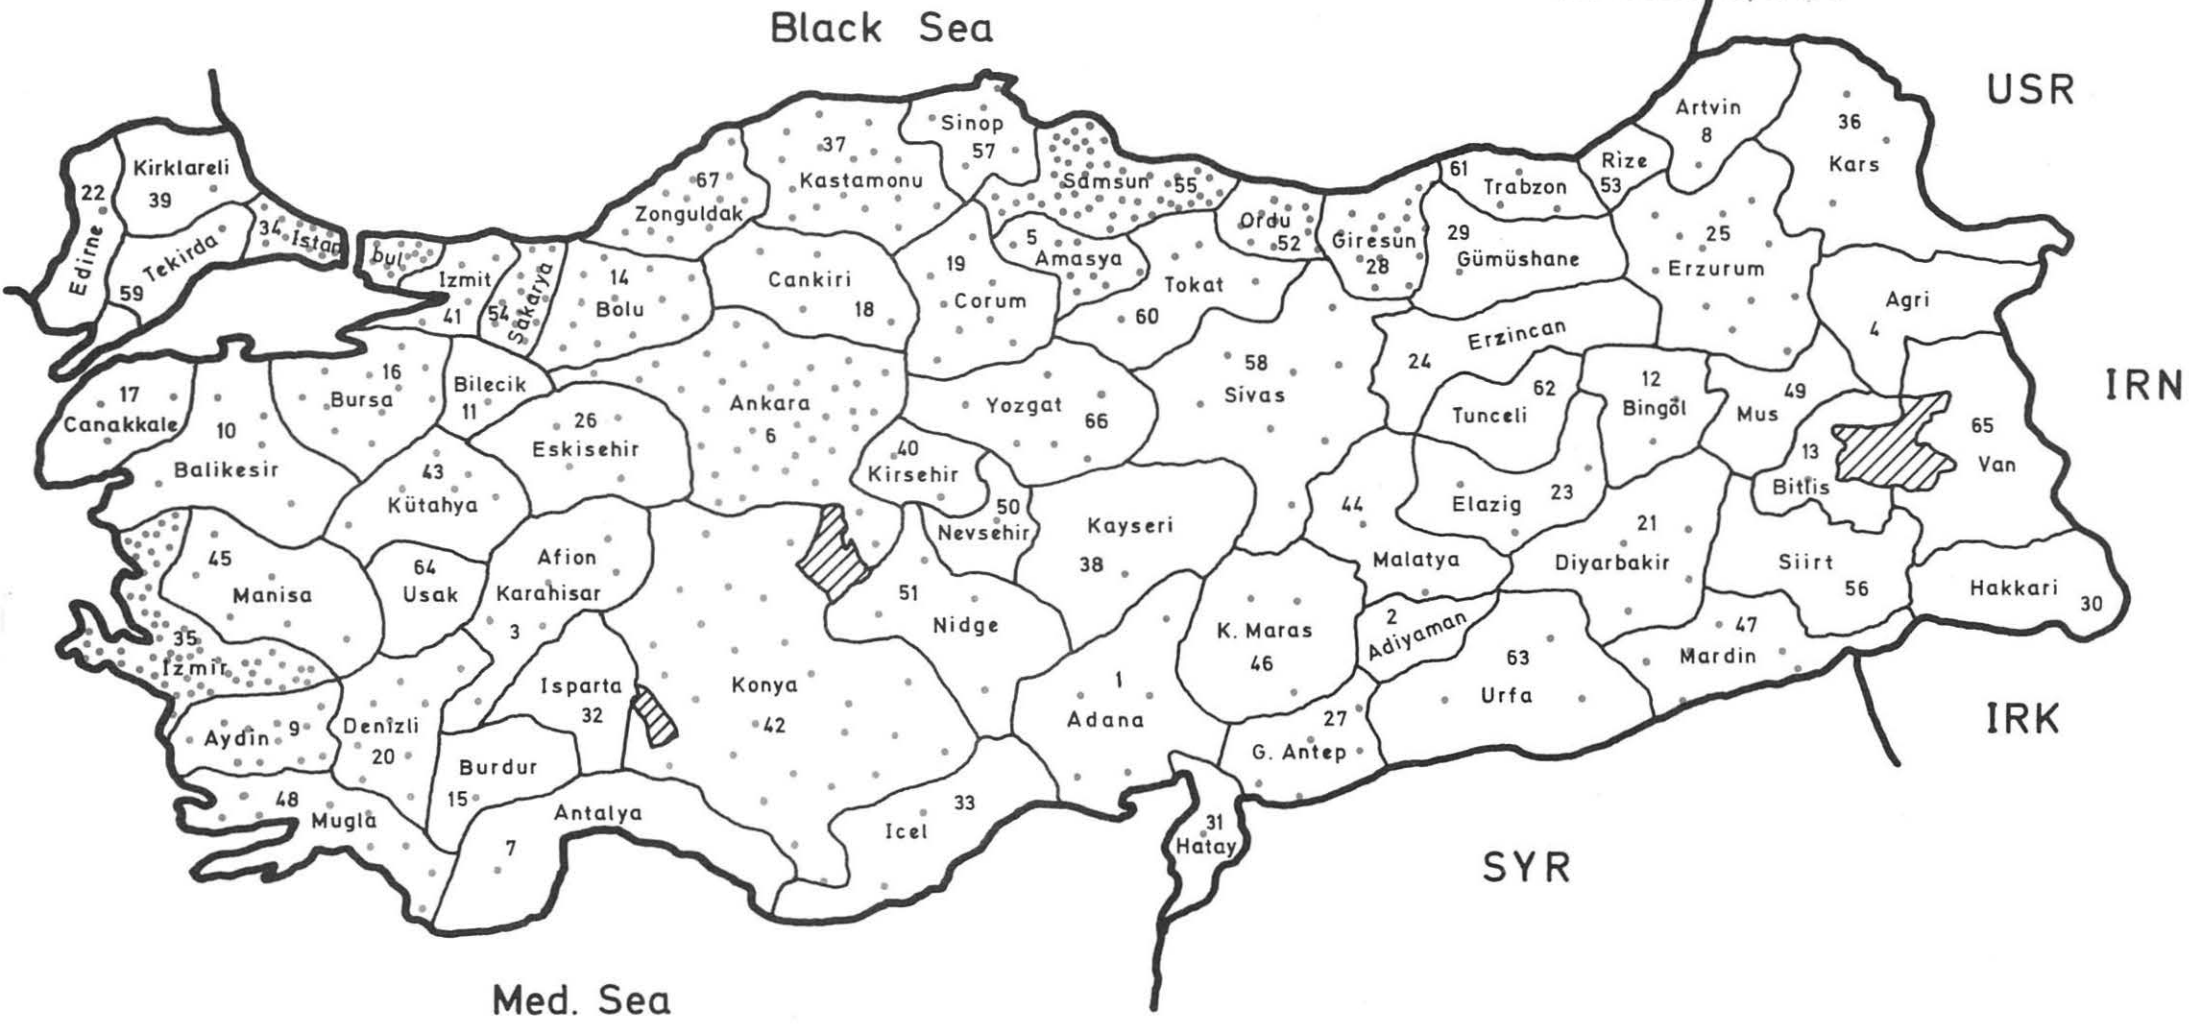 Black Sea
USR
Artvin
8
36
Kars
Sinop
57
37
Kastamonu
Kirklareli
39
22
Edirne
Rize
53
61
Trabzon
Samsun 55
67
Zonguldak
34 Istan
bul
Tekirda
59
Ordu
52
Giresun
28
29
Gümüshane
25
Erzurum
5
Amasya
19
Corum
Tokat
60
Izmit
41
54
Sakarya
14
Bolu
Cankiri
18
Agri
4
Erzincan
24
58
Sivas
IRN
17
Canakkale
16
Bursa
Bilecik
11
Ankara
6
Yozgat
66
62
Tunceli
12
Bingöl
49
Mus
10
Balikesir
26
Eskisehir
40
Kirsehir
13
Bitlis
65
Van
43
Kütahya
50
Nevsehir
Kayseri
38
44
Malatya
Elazig 23
21
Diyarbakir
Siirt
56
Hakkari
30
45
Manisa
64
Usak
Afion
Karahisar
3
51
Nidge
K. Maras
46
2
Adiyaman
47
Mardin
35
Izmir
Isparta
32
Konya
42
1
Adana
63
Urfa
27
G. Antep
IRK
Aydin 9
Denizli
20
Burdur
15
48
Mugla
Antalya
7
33
Icel
31
Hatay
SYR
Med. Sea